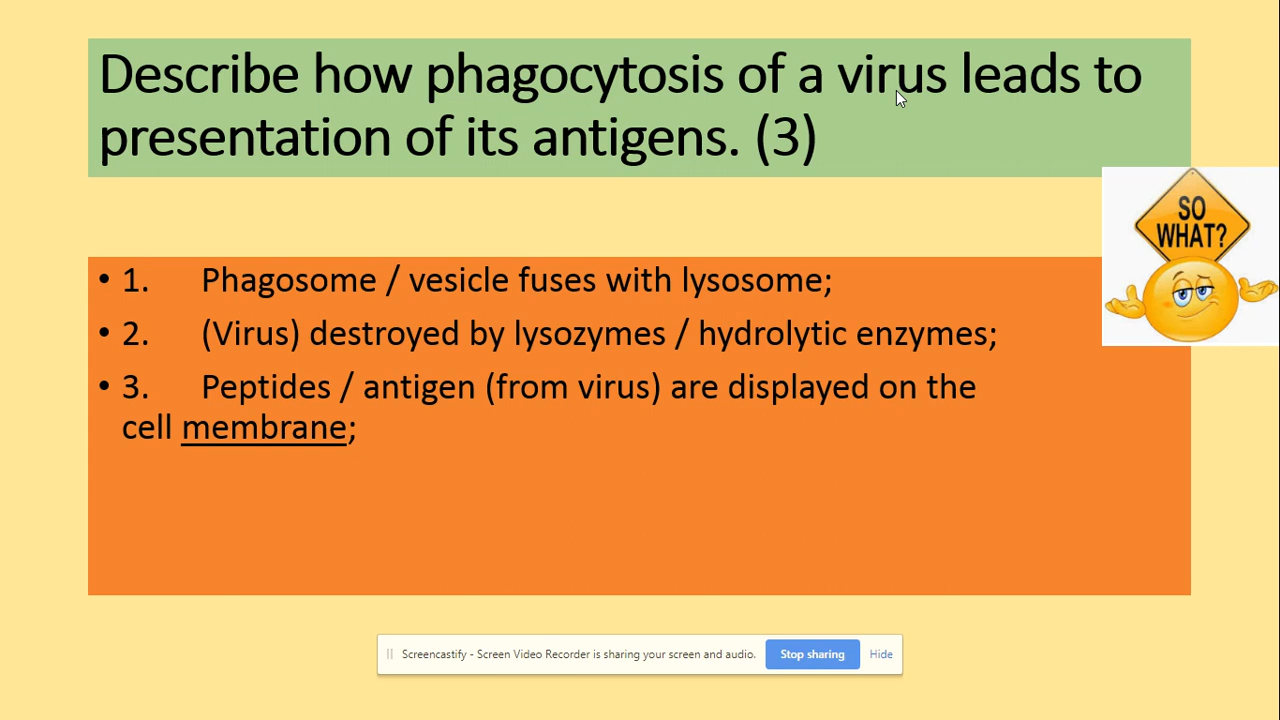 Describe how phagocytosis of a virus leads to
presentation of its antigens. (3)
SO
WHAT?
• 1. Phagosome / vesicle fuses with lysosome;
• 2. (Virus) destroyed by lysozymes / hydrolytic enzymes;
• 3. Peptides / antigen (from virus) are displayed on the
cell membrane;
Screencastify - Screen Video Recorder is sharing your screen and audio. Stop sharing Hide